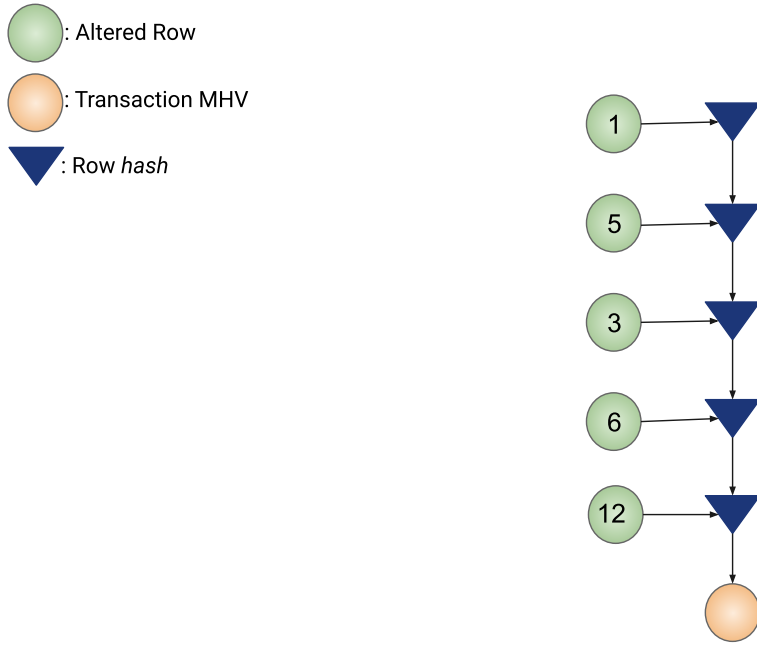 : Altered Row
: Transaction MHV
: Row hash
1
5
3
6
12